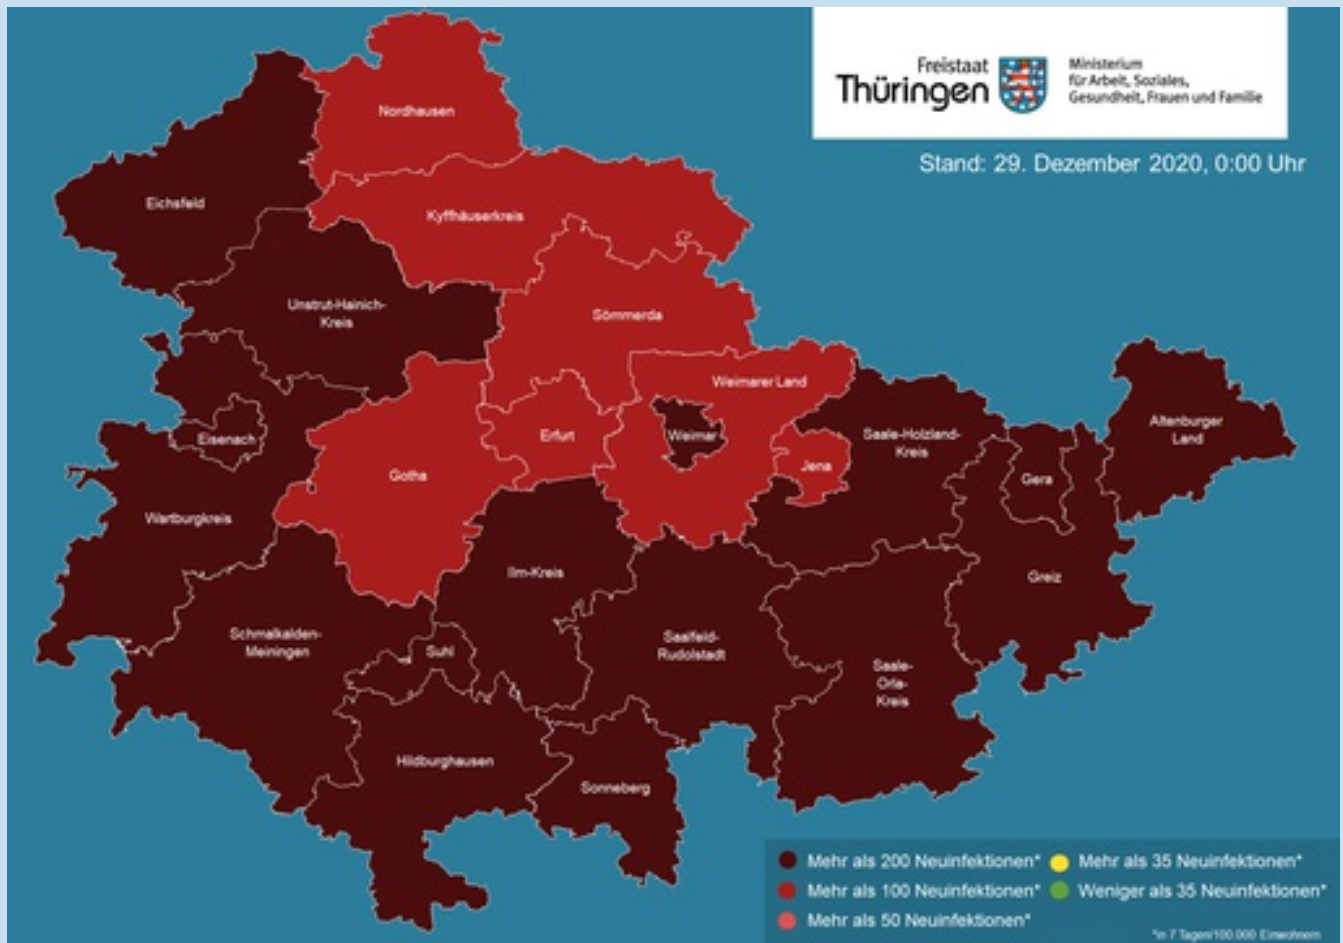 Freistaat
Thüringen
Ministerium
für Arbeit, Soziales,
Gesundheit, Frauen und Familie
Stand: 29. Dezember 2020, 0:00 Uhr
Nordhausen
Eichsfeld
Kyffhäuserkreis
Unstrut-Hainich-
Kreis
Sömmerda
Weimarer Land
Eisenach
Erfurt
Weimar
Saale-Holzland-
Kreis
Altenburger
Land
Gotha
Jena
Gera
Wartburgkreis
Ilm-Kreis
Greiz
Schmalkalden-
Meiningen
Suhl
Saalfeld-
Rudolstadt
Saale-
Orla-
Kreis
Hildburghausen
Sonneberg
Mehr als 200 Neuinfektionen*
Mehr als 100 Neuinfektionen*
Mehr als 50 Neuinfektionen*
Mehr als 35 Neuinfektionen*
Weniger als 35 Neuinfektionen*
*in 7 Tagen/100 000 Einwohnern